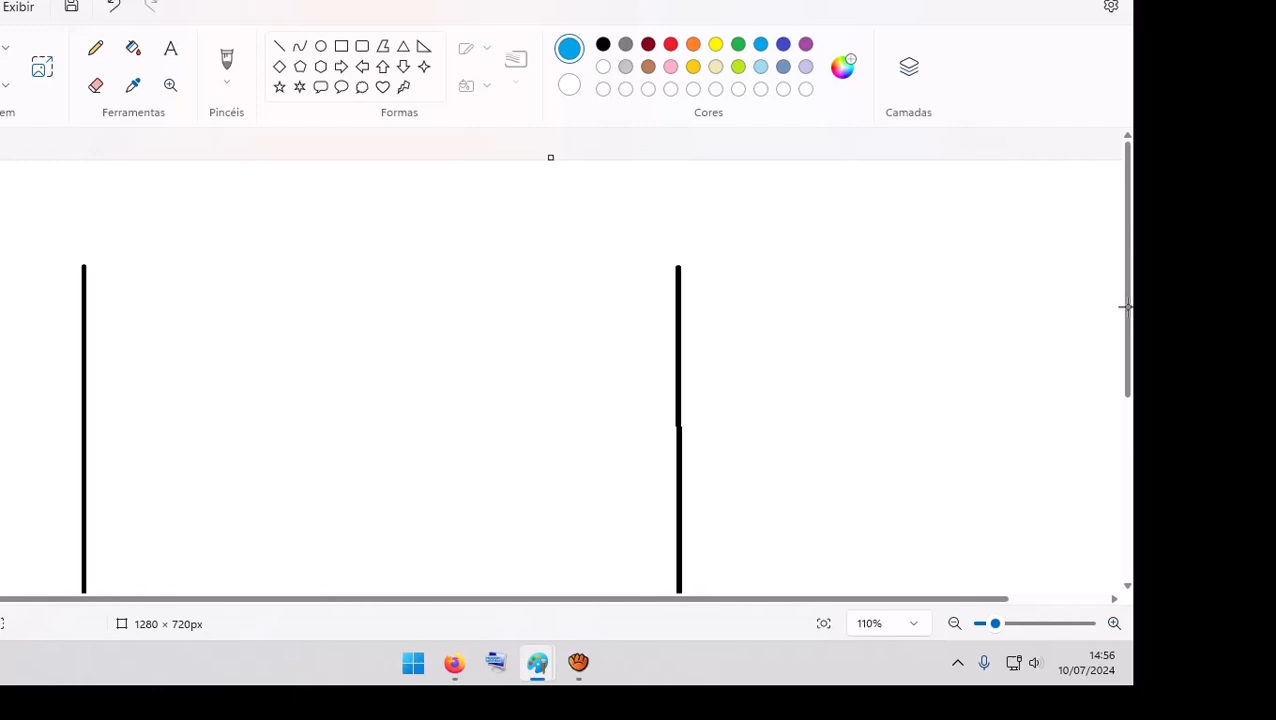 Exibir
em
Ferramentas
Pincéis
Formas
Cores
Camadas
1280 × 720px
110%
14:56
10/07/2024